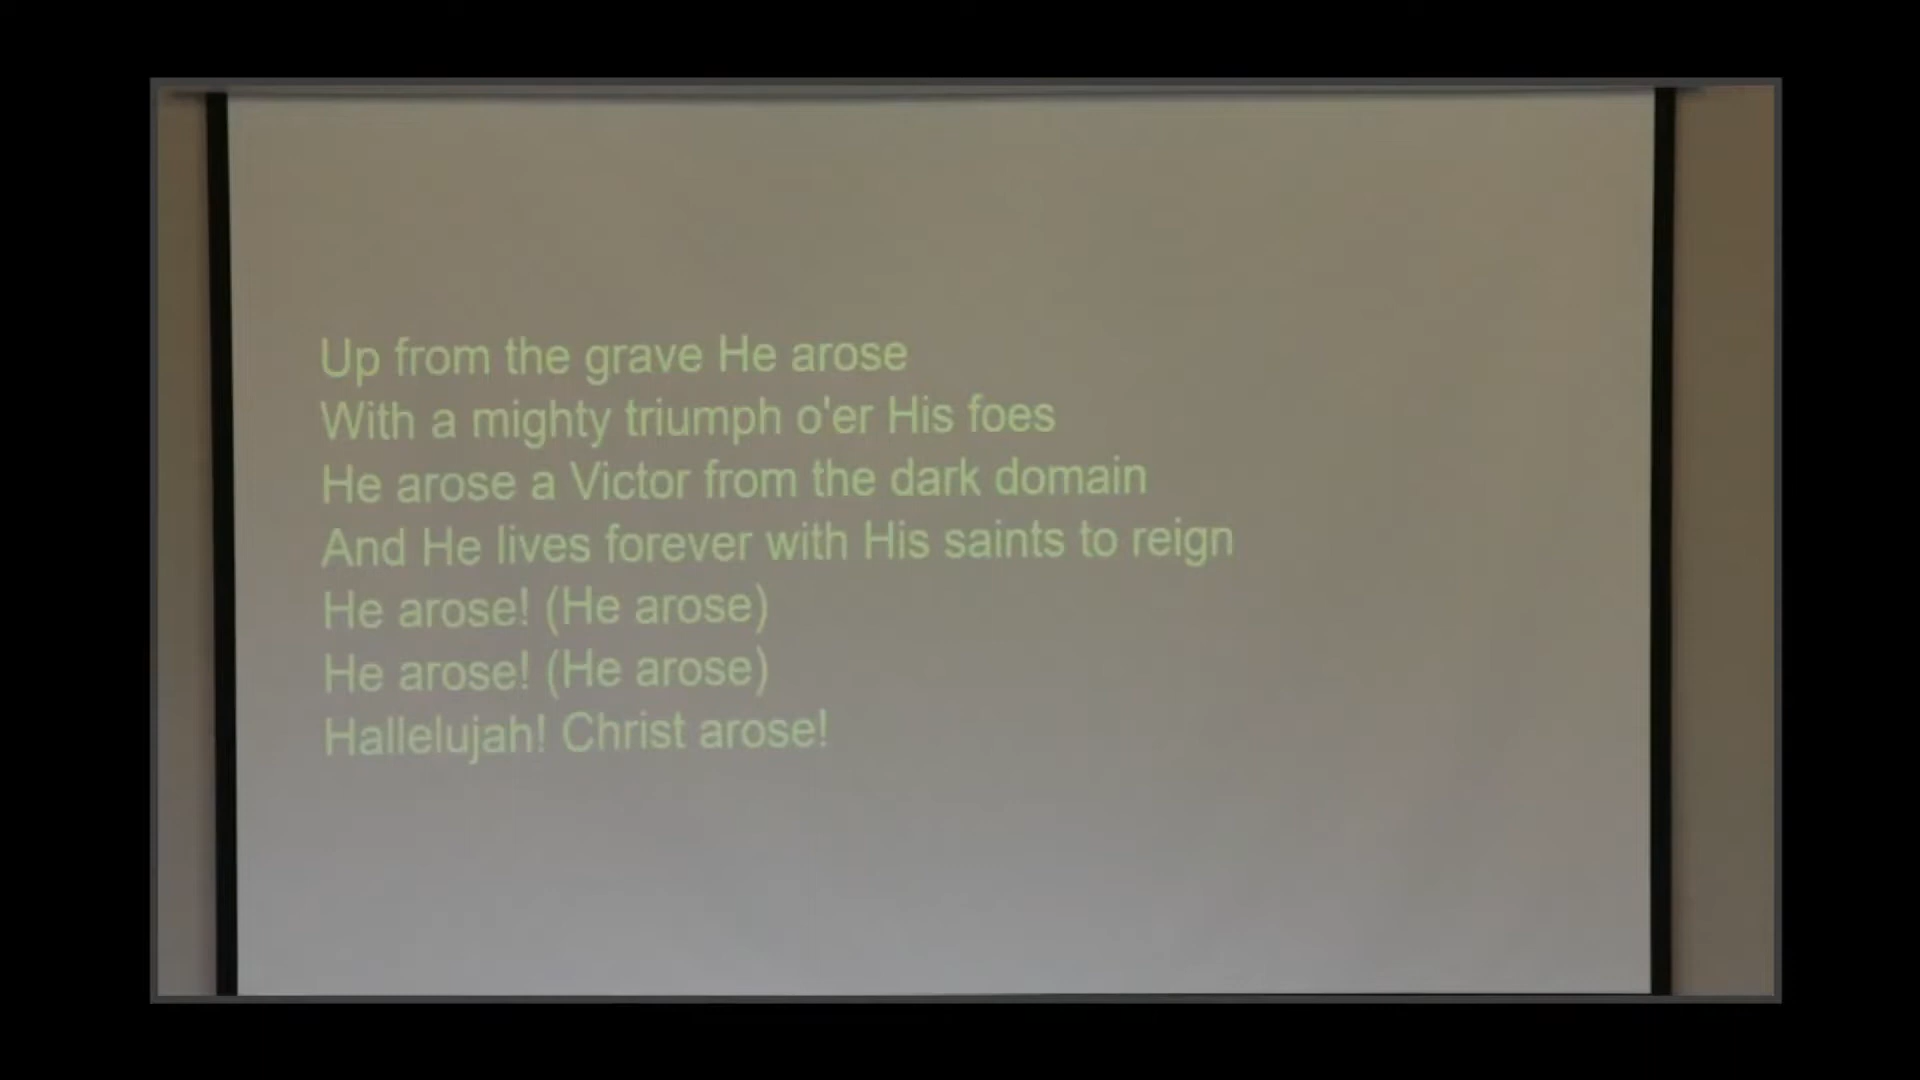 Up from the grave He arose
With a mighty triumph o'er His foes
He arose a Victor from the dark domain
And He lives forever with His saints to reign
He arose! (He arose)
He arose! (He arose)
Hallelujah! Christ arose!